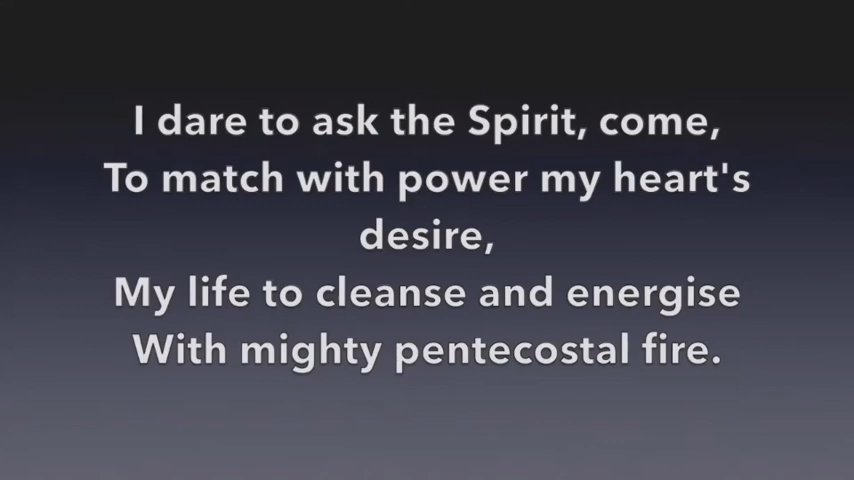 I dare to ask the Spirit, come,
To match with power my heart's
desire,
My life to cleanse and energise
With mighty pentecostal fire.